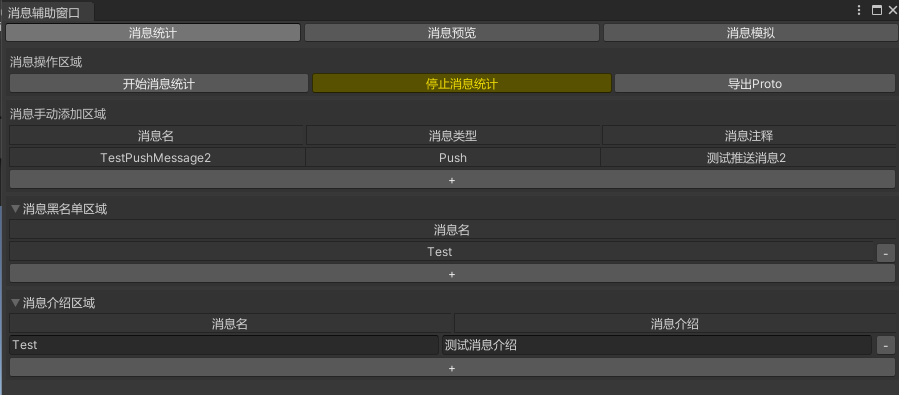 消息辅助窗口
消息统计 消息预览 消息模拟
消息操作区域
开始消息统计 停止消息统计 导出Proto
消息手动添加区域
消息名 消息类型 消息注释
TestPushMessage2 Push 测试推送消息2
+
消息黑名单区域
消息名
Test -
+
消息介绍区域
消息名 消息介绍
Test 测试消息介绍 -
+